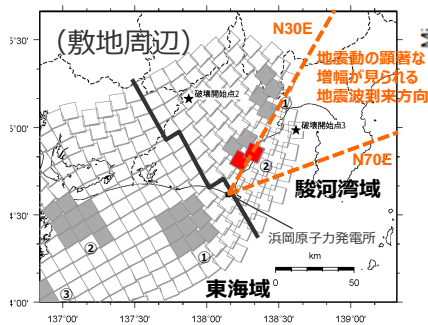 (敷地周辺)
N30E
地震動の顕著な
増幅が見られる
地震波到来方向
5°30'
①
破壊開始点2
破壊開始点3
5°00'
②
N70E
駿河湾域
4°30'
浜岡原子力発電所
②
①
km
0
50
東海域
③
4°00'
137°00'
137°30'
138°00'
138°30'
139°00'